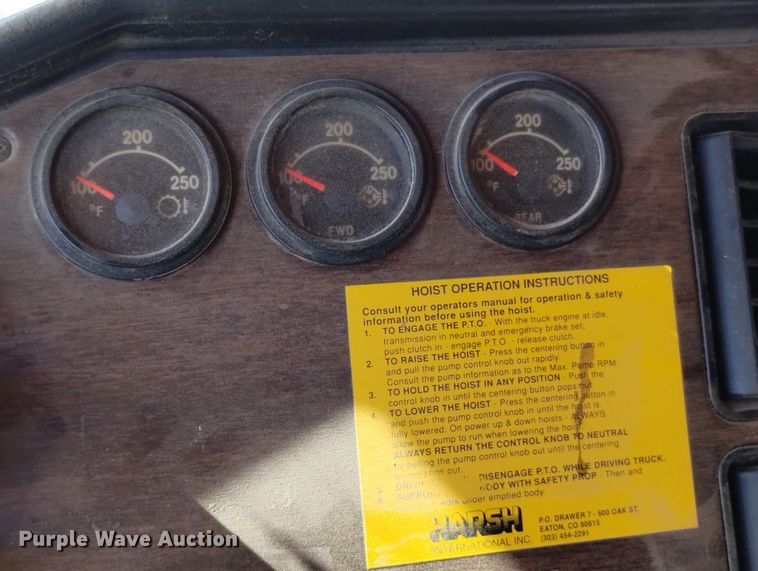 200
100
250
°F
200
100
250
°F
FWD
200
100
250
°F
REAR
HOIST OPERATION INSTRUCTIONS
Consult your operators manual for operation & safety
information before using the hoist.
1. TO ENGAGE THE P.T.O. - With the truck engine at idle,
transmission in neutral and emergency brake set;
push clutch in - engage P.T.O. - release clutch.
2. TO RAISE THE HOIST - Press the centering button in
and pull the pump control knob out rapidly.
Consult the pump information as to the Max. Pump RPM.
3. TO HOLD THE HOIST IN ANY POSITION - Push the
control knob in until the centering button pops out.
4. TO LOWER THE HOIST - Press the centering button in
and push the pump control knob in until the hoist is
fully lowered. On power up & down hoists - ALWAYS
allow the pump to run when lowering the hoist.
ALWAYS RETURN THE CONTROL KNOB TO NEUTRAL
by pulling the pump control knob out until the centering
pops out.
5. DISENGAGE P.T.O. WHILE DRIVING TRUCK.
6. SUPPORT BODY WITH SAFETY PROP - Then and
work under emptied body.
HARSH
INTERNATIONAL INC.
P.O. DRAWER 7 - 600 OAK ST.
EATON, CO 80615
(303) 454-2291
Purple Wave Auction